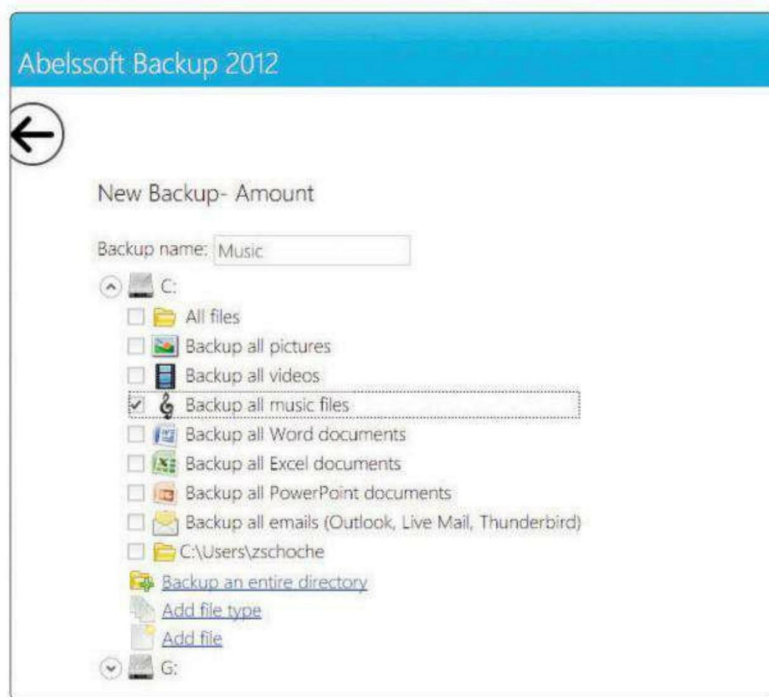 Abelssoft Backup 2012
New Backup- Amount
Backup name: Music
C:
All files
Backup all pictures
Backup all videos
Backup all music files
Backup all Word documents
Backup all Excel documents
Backup all PowerPoint documents
Backup all emails (Outlook, Live Mail, Thunderbird)
C:\Users\zschoche
Backup an entire directory
Add file type
Add file
G: